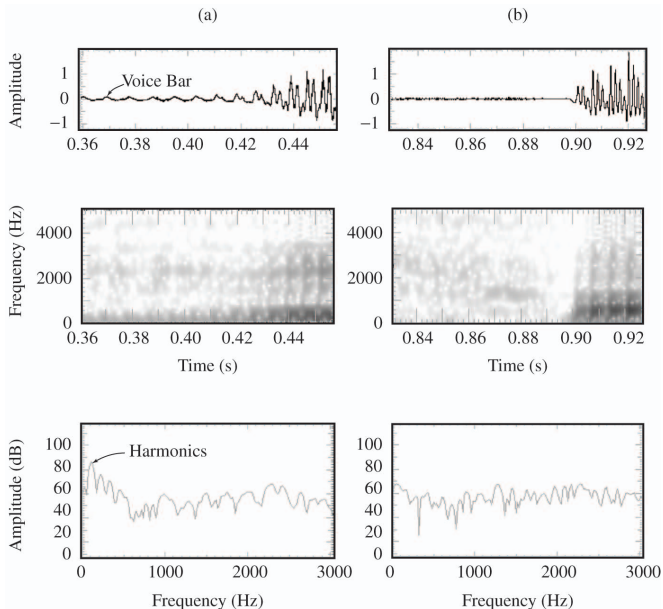 (a) (b)
Amplitude
1
0
−1
Voice Bar
0.36 0.38 0.40 0.42 0.44
1
0
−1
0.84 0.86 0.88 0.90 0.92
Frequency (Hz)
4000
2000
0
0.36 0.38 0.40 0.42 0.44
Time (s)
4000
2000
0
0.84 0.86 0.88 0.90 0.92
Time (s)
Amplitude (dB)
100
80
60
40
20
0
Harmonics
0 1000 2000 3000
Frequency (Hz)
100
80
60
40
20
0
0 1000 2000 3000
Frequency (Hz)